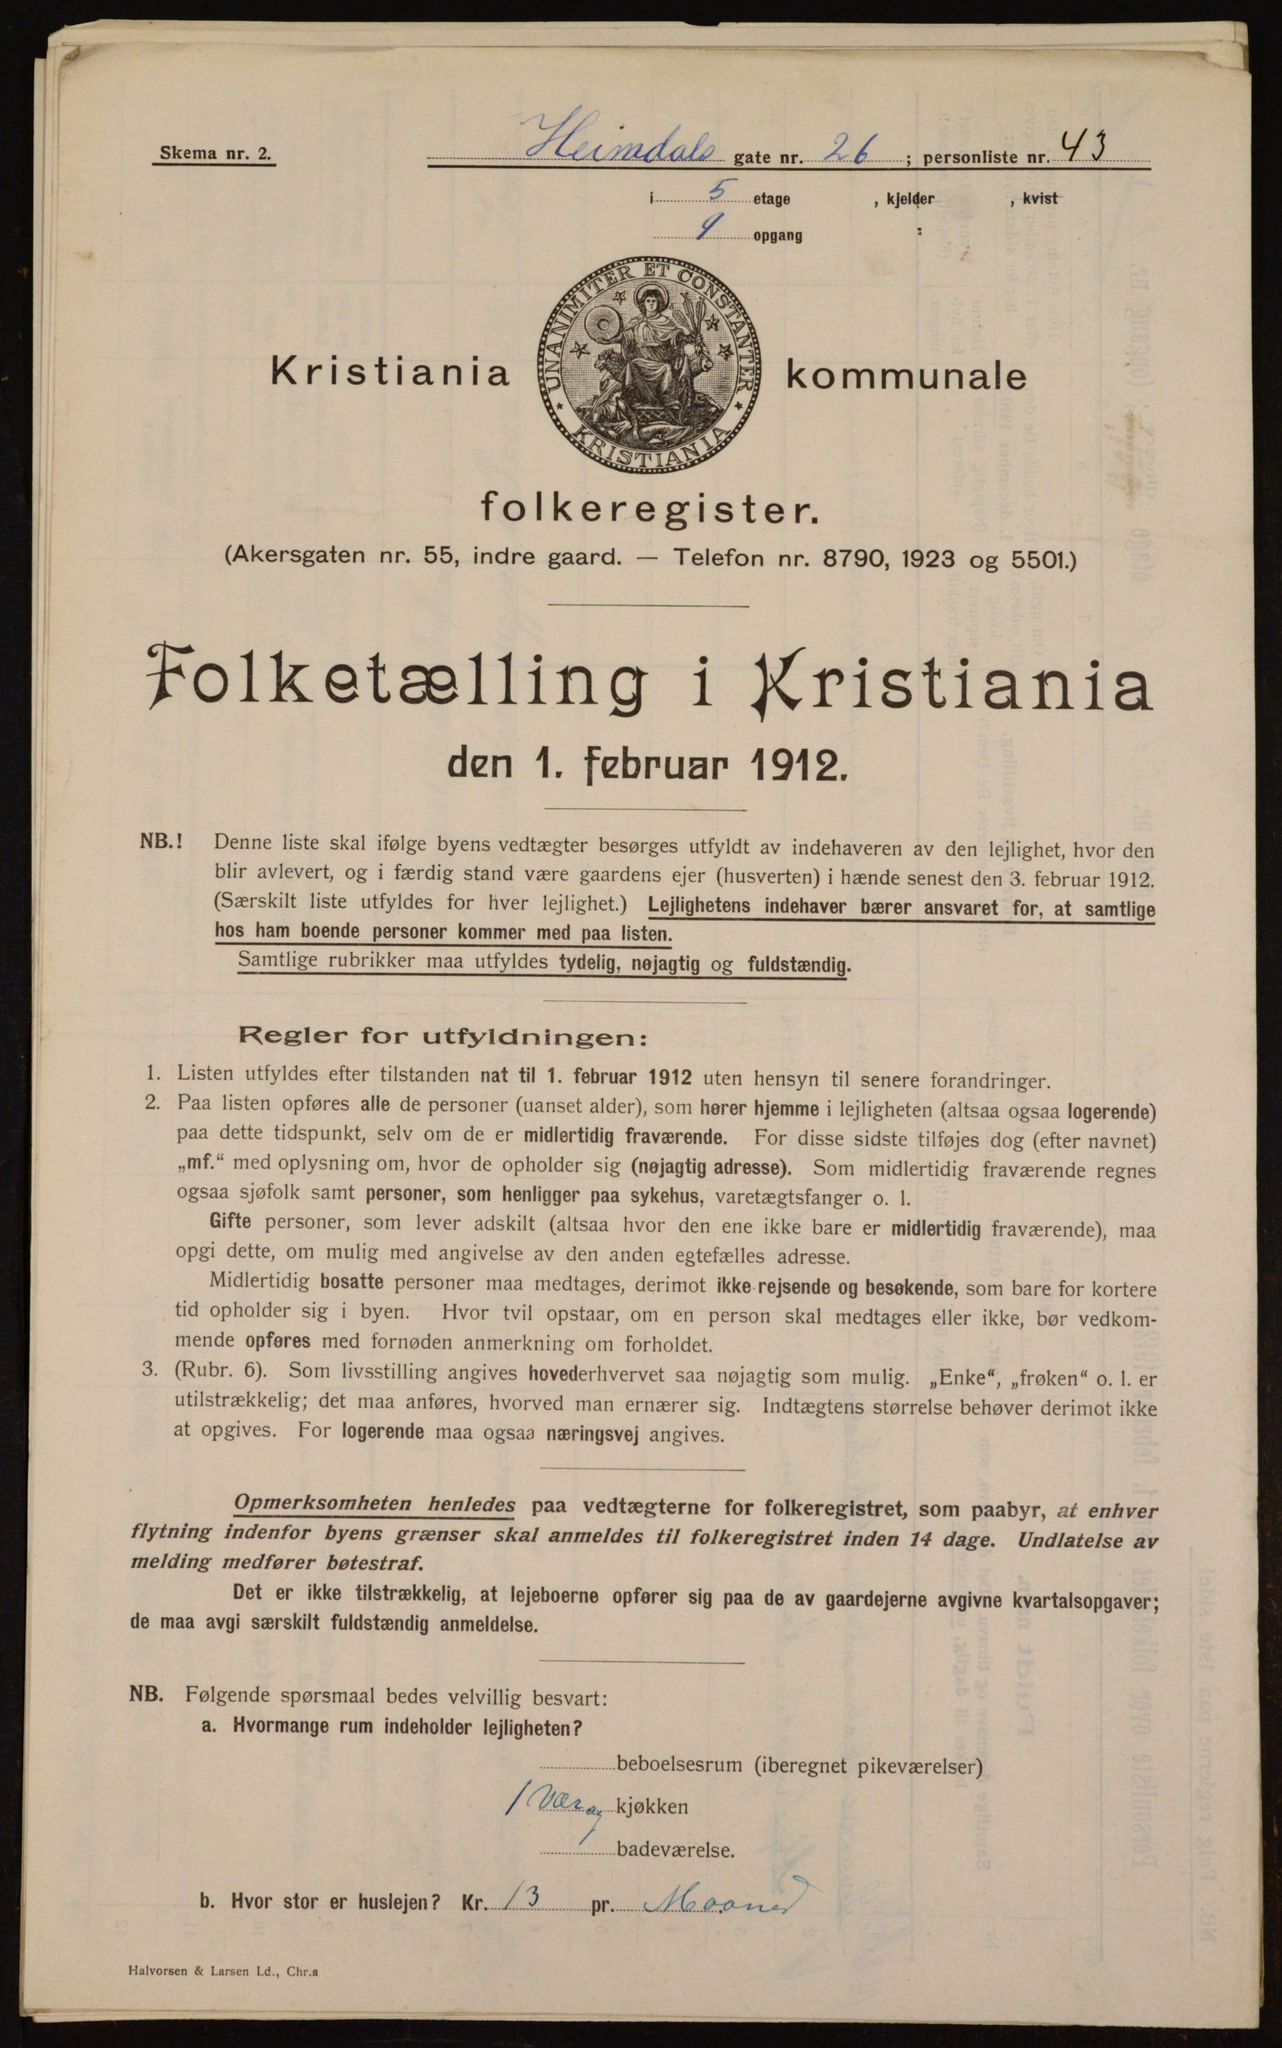 Skema nr. 2.
Heimdals gate nr. 26 ; personliste nr. 43
i 5 etage , kjelder , kvist
9 opgang :
UNANIMITER ET CONSTANTER
KRISTIANIA
Kristiania kommunale
folkeregister.
(Akersgaten nr. 55, indre gaard. — Telefon nr. 8790, 1923 og 5501.)
Folketælling i Kristiania
den 1. februar 1912.
NB.! Denne liste skal ifølge byens vedtægter besørges utfyldt av indehaveren av den lejlighet, hvor den
blir avlevert, og i færdig stand være gaardens ejer (husverten) i hænde senest den 3. februar 1912.
(Særskilt liste utfyldes for hver lejlighet.) Lejlighetens indehaver bærer ansvaret for, at samtlige
hos ham boende personer kommer med paa listen.
Samtlige rubrikker maa utfyldes tydelig, nøjagtig og fuldstændig.
Regler for utfyldningen:
1. Listen utfyldes efter tilstanden nat til 1. februar 1912 uten hensyn til senere forandringer.
2. Paa listen opføres alle de personer (uanset alder), som hører hjemme i lejligheten (altsaa ogsaa logerende)
paa dette tidspunkt, selv om de er midlertidig fraværende. For disse sidste tilføjes dog (efter navnet)
„mf.“ med oplysning om, hvor de opholder sig (nøjagtig adresse). Som midlertidig fraværende regnes
ogsaa sjøfolk samt personer, som henligger paa sykehus, varetægtsfanger o. l.
Gifte personer, som lever adskilt (altsaa hvor den ene ikke bare er midlertidig fraværende), maa
opgi dette, om mulig med angivelse av den anden egtefælles adresse.
Midlertidig bosatte personer maa medtages, derimot ikke rejsende og besøkende, som bare for kortere
tid opholder sig i byen. Hvor tvil opstaar, om en person skal medtages eller ikke, bør vedkom-
mende opføres med fornøden anmerkning om forholdet.
3. (Rubr. 6). Som livsstilling angives hovederhvervet saa nøjagtig som mulig. „Enke“, „frøken“ o. l. er
utilstrækkelig; det maa anføres, hvorved man ernærer sig. Indtægtens størrelse behøver derimot ikke
at opgives. For logerende maa ogsaa næringsvej angives.
Opmerksomheten henledes paa vedtægterne for folkeregistret, som paabyr, at enhver
flytning indenfor byens grænser skal anmeldes til folkeregistret inden 14 dage. Undlatelse av
melding medfører bøtestraf.
Det er ikke tilstrækkelig, at lejeboerne opfører sig paa de av gaardejerne avgivne kvartalsopgaver;
de maa avgi særskilt fuldstændig anmeldelse.
NB. Følgende spørsmaal bedes velvillig besvart:
a. Hvormange rum indeholder lejligheten?
beboelsesrum (iberegnet pikeværelser)
1 Vær og kjøkken
badeværelse.
b. Hvor stor er huslejen? Kr. 13 pr. Maaned
Halvorsen & Larsen Ld., Chr.a